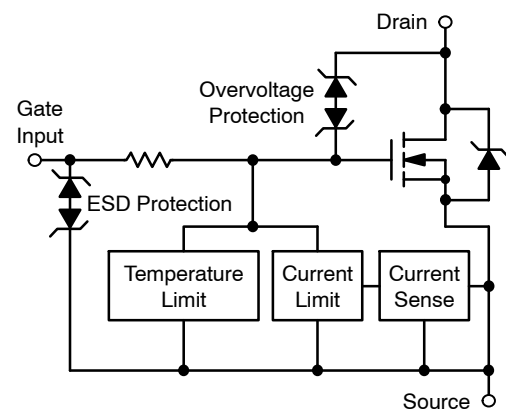 Drain
Overvoltage
Protection
Gate
Input
ESD Protection
Temperature
Limit
Current
Limit
Current
Sense
Source